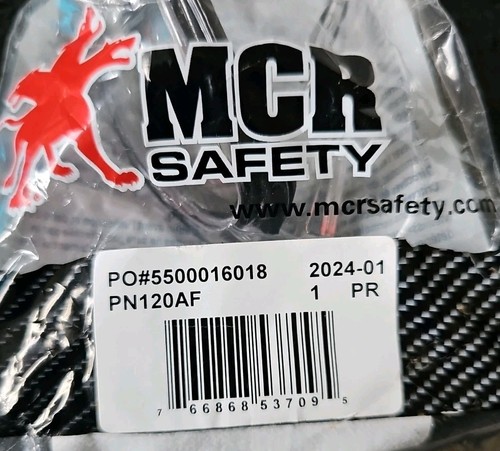 MCR
SAFETY
www.mcrsafety.com
PO#5500016018 2024-01
PN120AF 1 PR
7 66868 53709 5